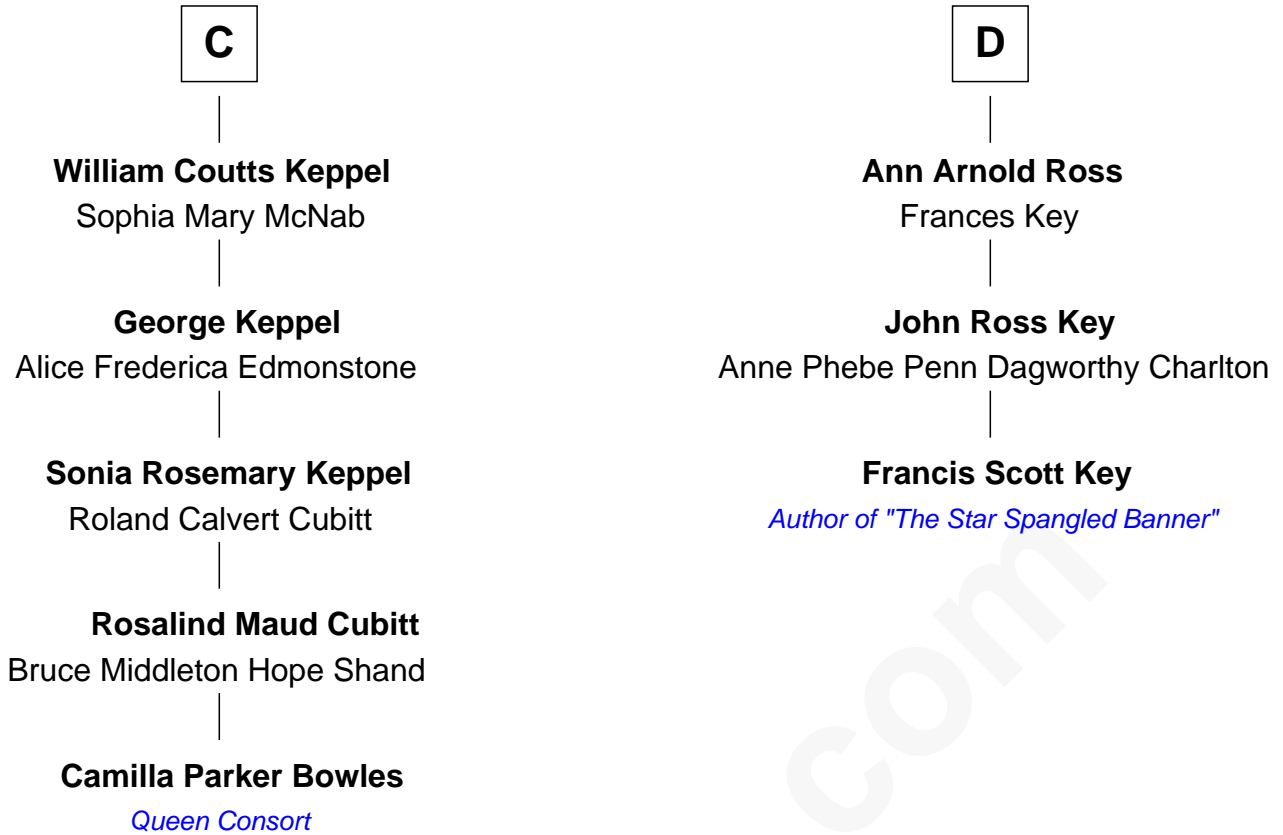 C
William Coutts Keppel
Sophia Mary McNab
George Keppel
Alice Frederica Edmonstone
Sonia Rosemary Keppel
Roland Calvert Cubitt
Rosalind Maud Cubitt
Bruce Middleton Hope Shand
Camilla Parker Bowles
Queen Consort
D
Ann Arnold Ross
Frances Key
John Ross Key
Anne Phebe Penn Dagworthy Charlton
Francis Scott Key
Author of "The Star Spangled Banner"
com